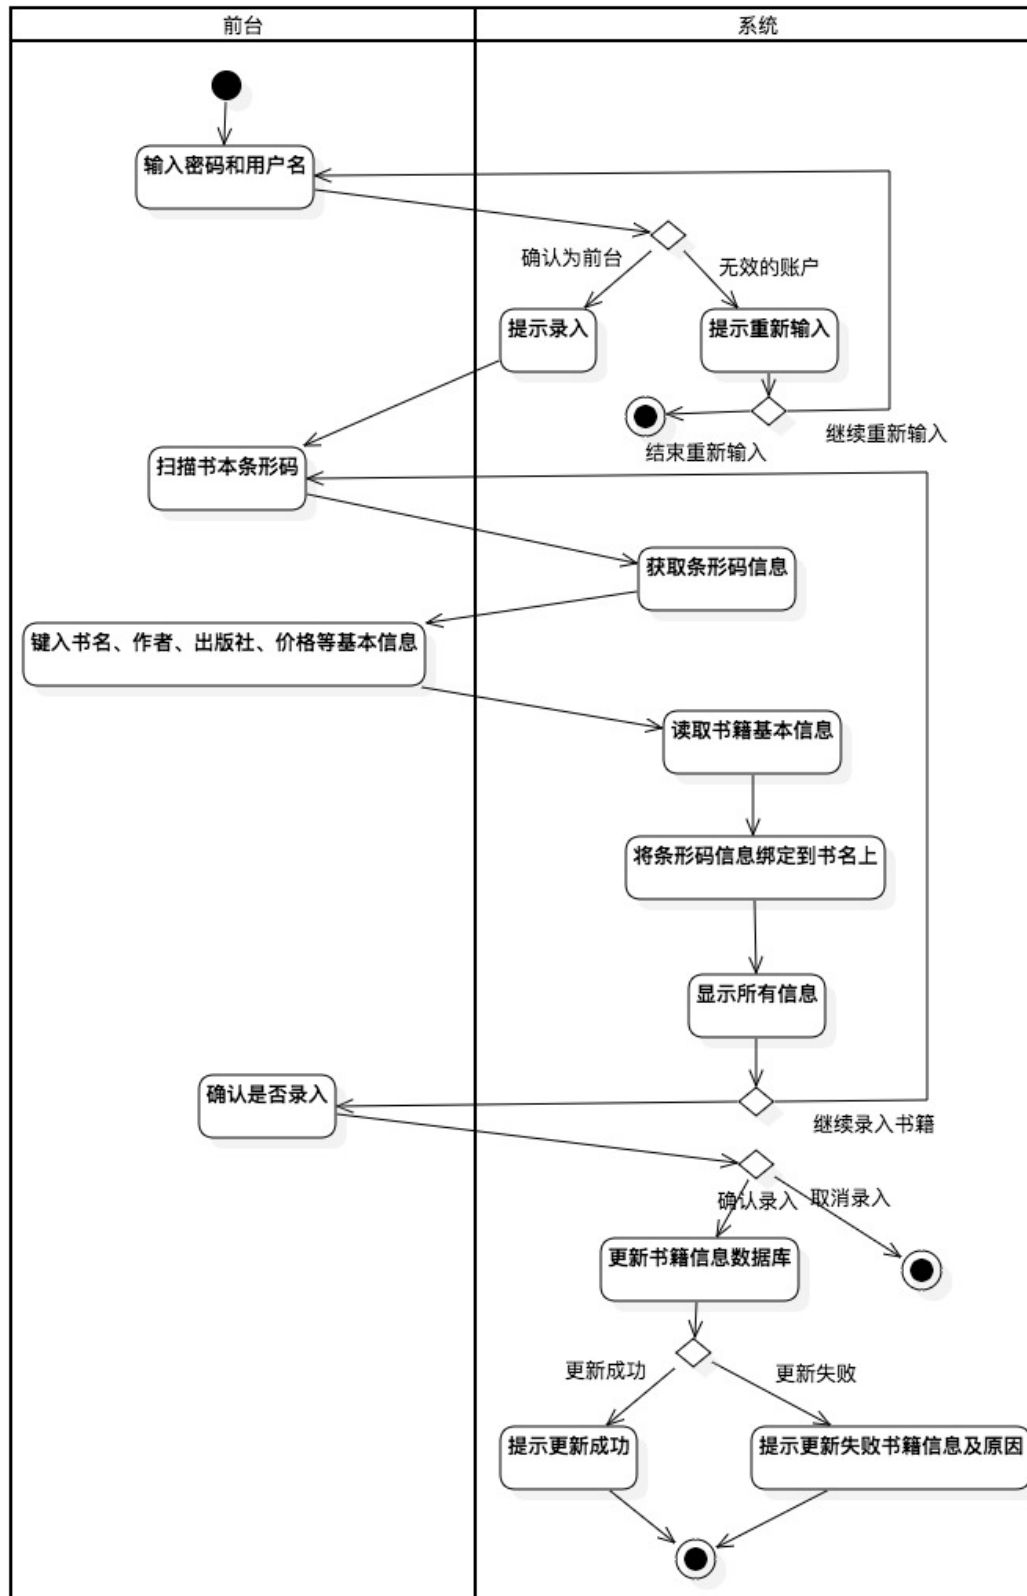 前台
系统
输入密码和用户名
确认为前台
无效的账户
提示录入
提示重新输入
继续重新输入
结束重新输入
扫描书本条形码
获取条形码信息
键入书名、作者、出版社、价格等基本信息
读取书籍基本信息
将条形码信息绑定到书名上
显示所有信息
确认是否录入
继续录入书籍
确认录入
取消录入
更新书籍信息数据库
更新成功
更新失败
提示更新成功
提示更新失败书籍信息及原因